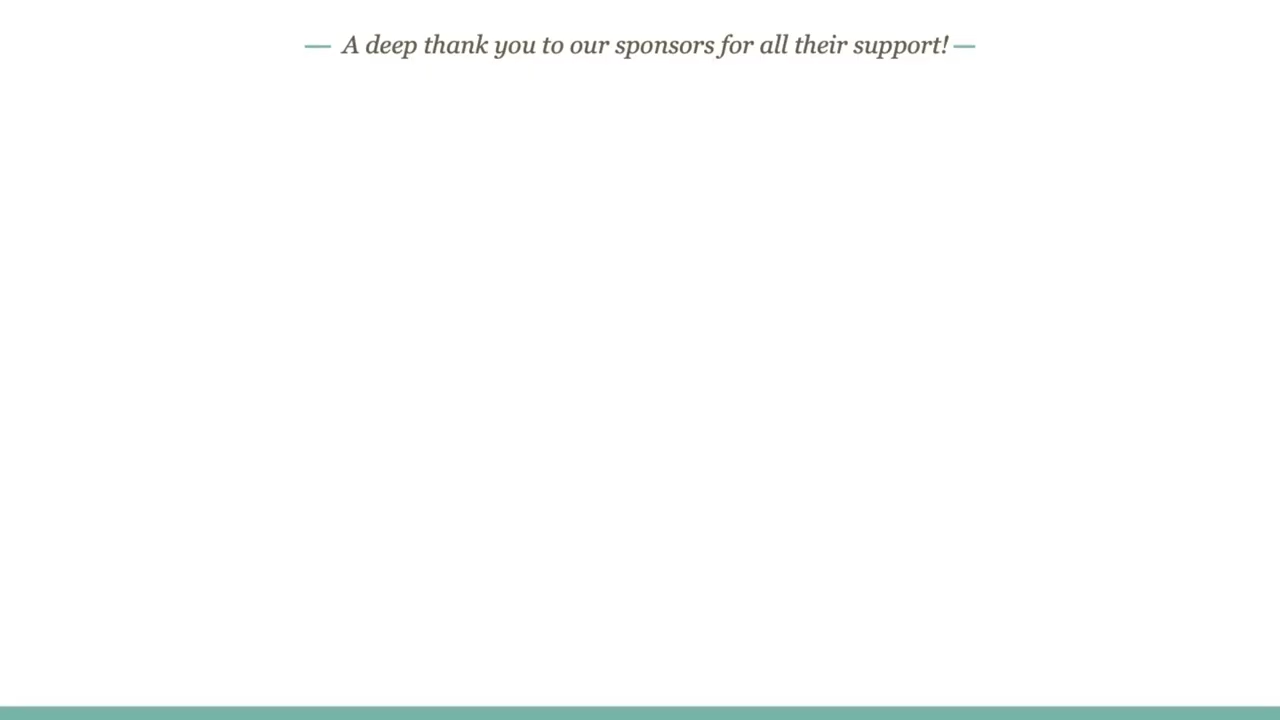 — A deep thank you to our sponsors for all their support! —